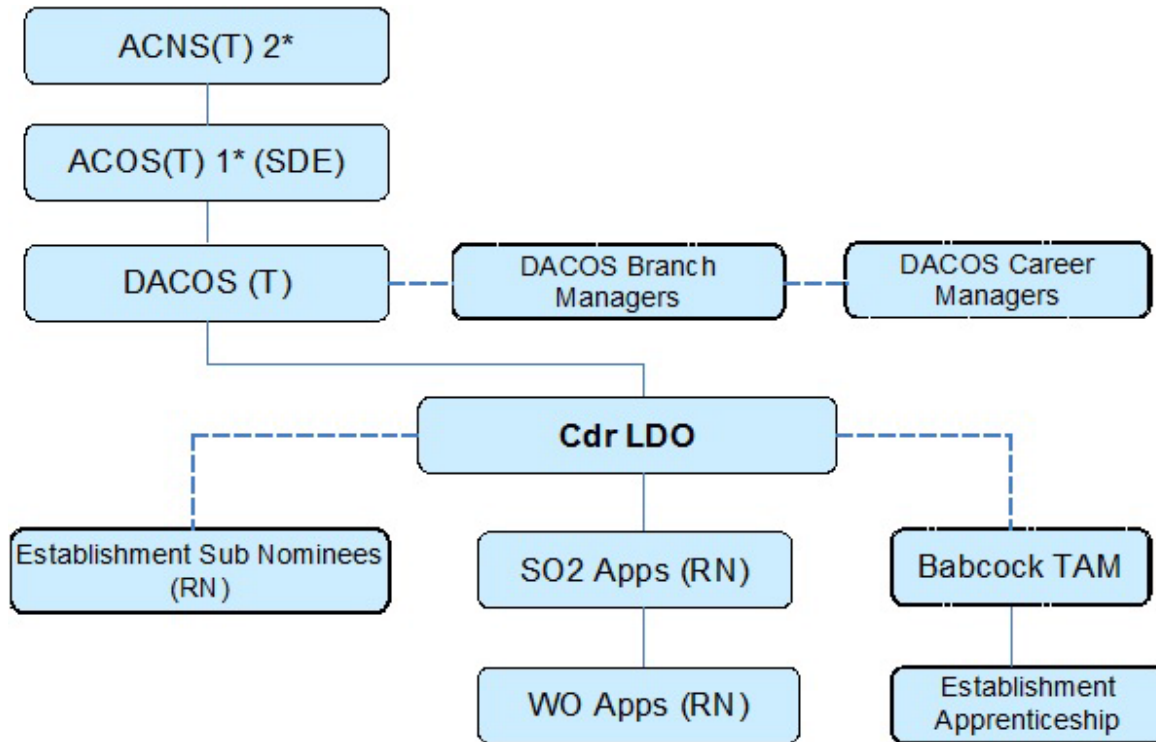 ACNS(T) 2*
ACOS(T) 1* (SDE)
DACOS (T)
DACOS Branch
Managers
DACOS Career
Managers
Cdr LDO
Establishment Sub Nominees
(RN)
SO2 Apps (RN)
Babcock TAM
WO Apps (RN)
Establishment
Apprenticeship